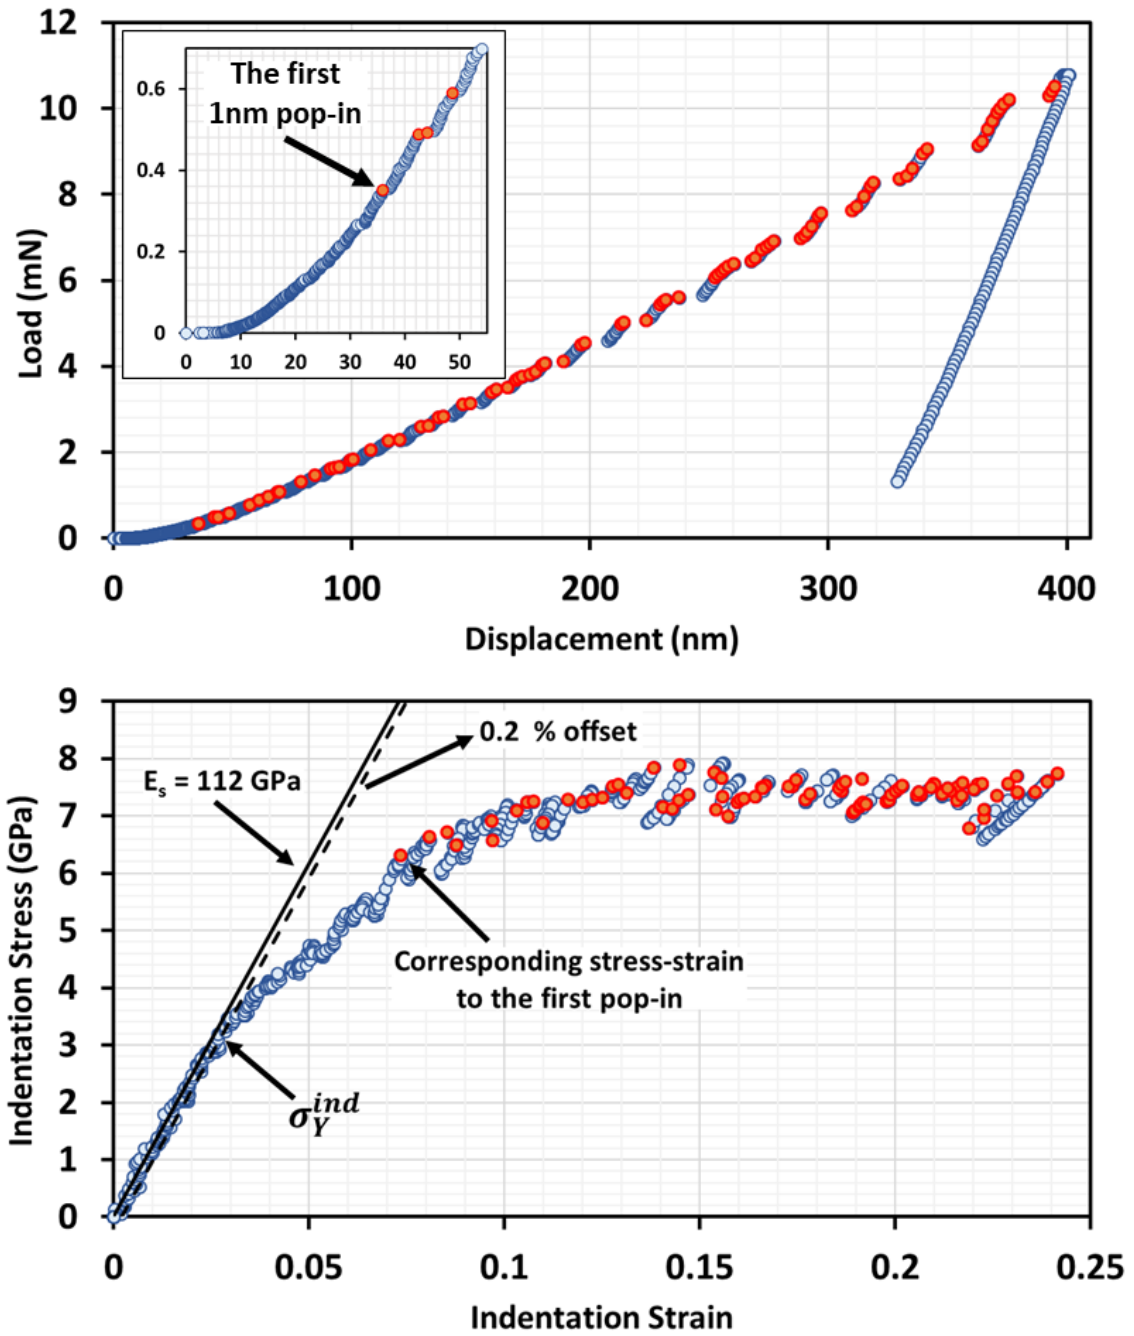 12
10
8
6
4
2
0
Load (mN)
0.6
0.4
0.2
0
0 10 20 30 40 50
The first
1nm pop-in
0 100 200 300 400
Displacement (nm)
9
8
7
6
5
4
3
2
1
0
Indentation Stress (GPa)
0.2 % offset
Es = 112 GPa
Corresponding stress-strain
to the first pop-in
σ_Y^ind
0 0.05 0.1 0.15 0.2 0.25
Indentation Strain